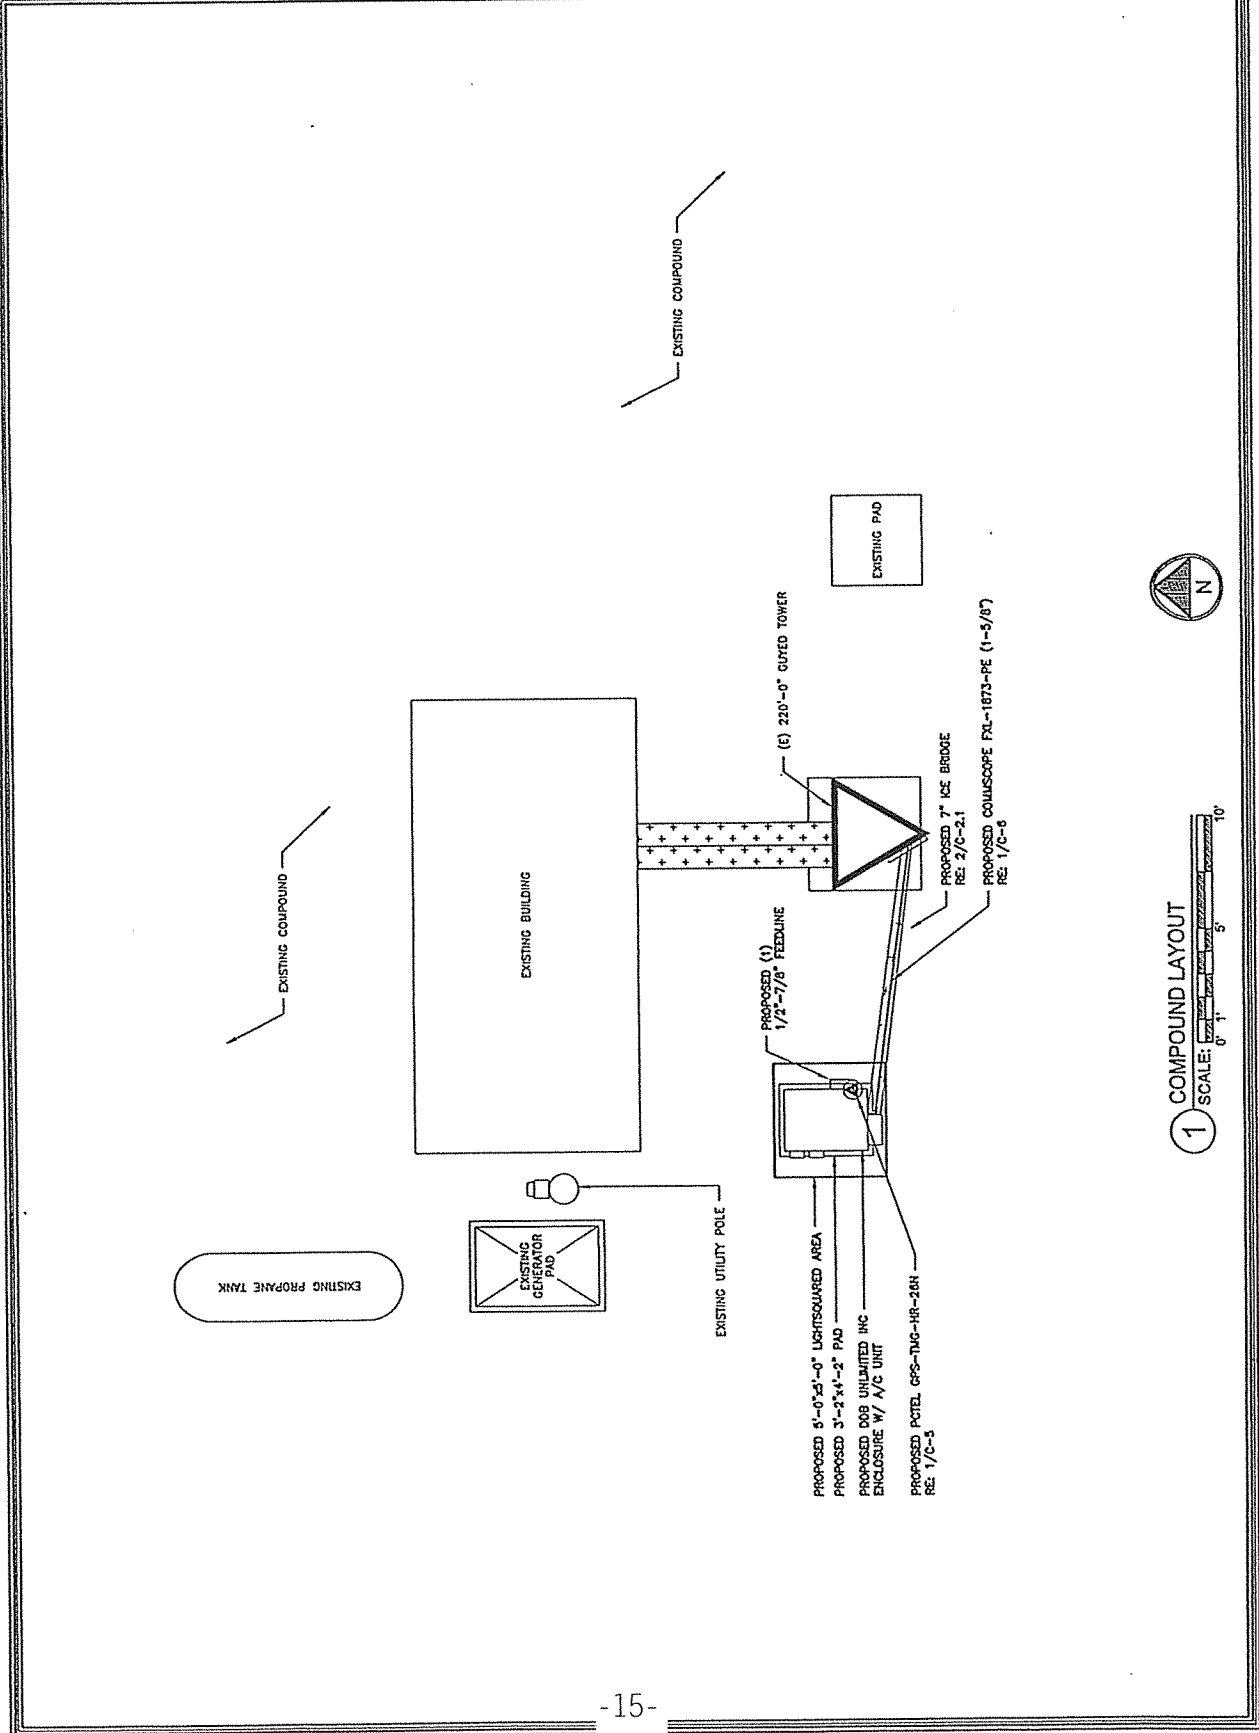 EXISTING COMPOUND
EXISTING COMPOUND
EXISTING PROPANE TANK
EXISTING BUILDING
EXISTING
GENERATOR
PAD
EXISTING UTILITY POLE
EXISTING PAD
(E) 220'-0" GUYED TOWER
PROPOSED (1)
1/2"-7/8" FEEDLINE
PROPOSED 7" ICE BRIDGE
RE: 2/C-2.1
PROPOSED COMMSCOPE FXL-1873-PE (1-5/8")
RE: 1/C-6
PROPOSED 5'-0"x5'-0" LIGHTSQUARED AREA
PROPOSED 3'-2"x4'-2" PAD
PROPOSED DDB UNLIMITED INC
ENCLOSURE W/ A/C UNIT
PROPOSED PCTEL GPS-TMG-HR-26N
RE: 1/C-5
1 COMPOUND LAYOUT
SCALE:
0' 1' 5' 10'
N
-15-